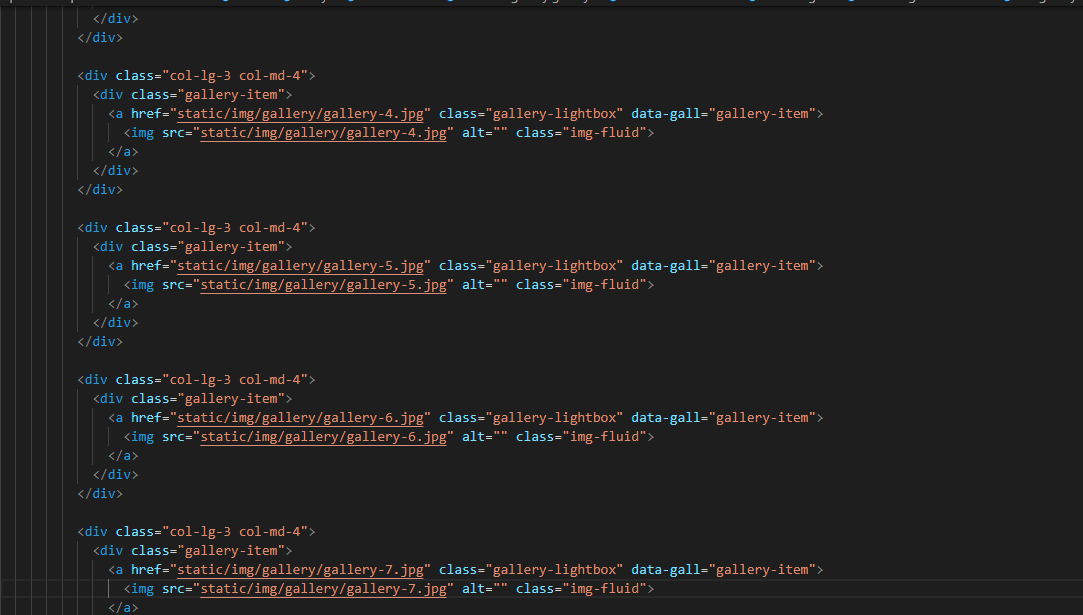 </div>
</div>
<div class="col-lg-3 col-md-4">
<div class="gallery-item">
<a href="static/img/gallery/gallery-4.jpg" class="gallery-lightbox" data-gall="gallery-item">
<img src="static/img/gallery/gallery-4.jpg" alt="" class="img-fluid">
</a>
</div>
</div>
<div class="col-lg-3 col-md-4">
<div class="gallery-item">
<a href="static/img/gallery/gallery-5.jpg" class="gallery-lightbox" data-gall="gallery-item">
<img src="static/img/gallery/gallery-5.jpg" alt="" class="img-fluid">
</a>
</div>
</div>
<div class="col-lg-3 col-md-4">
<div class="gallery-item">
<a href="static/img/gallery/gallery-6.jpg" class="gallery-lightbox" data-gall="gallery-item">
<img src="static/img/gallery/gallery-6.jpg" alt="" class="img-fluid">
</a>
</div>
</div>
<div class="col-lg-3 col-md-4">
<div class="gallery-item">
<a href="static/img/gallery/gallery-7.jpg" class="gallery-lightbox" data-gall="gallery-item">
<img src="static/img/gallery/gallery-7.jpg" alt="" class="img-fluid">
</a>